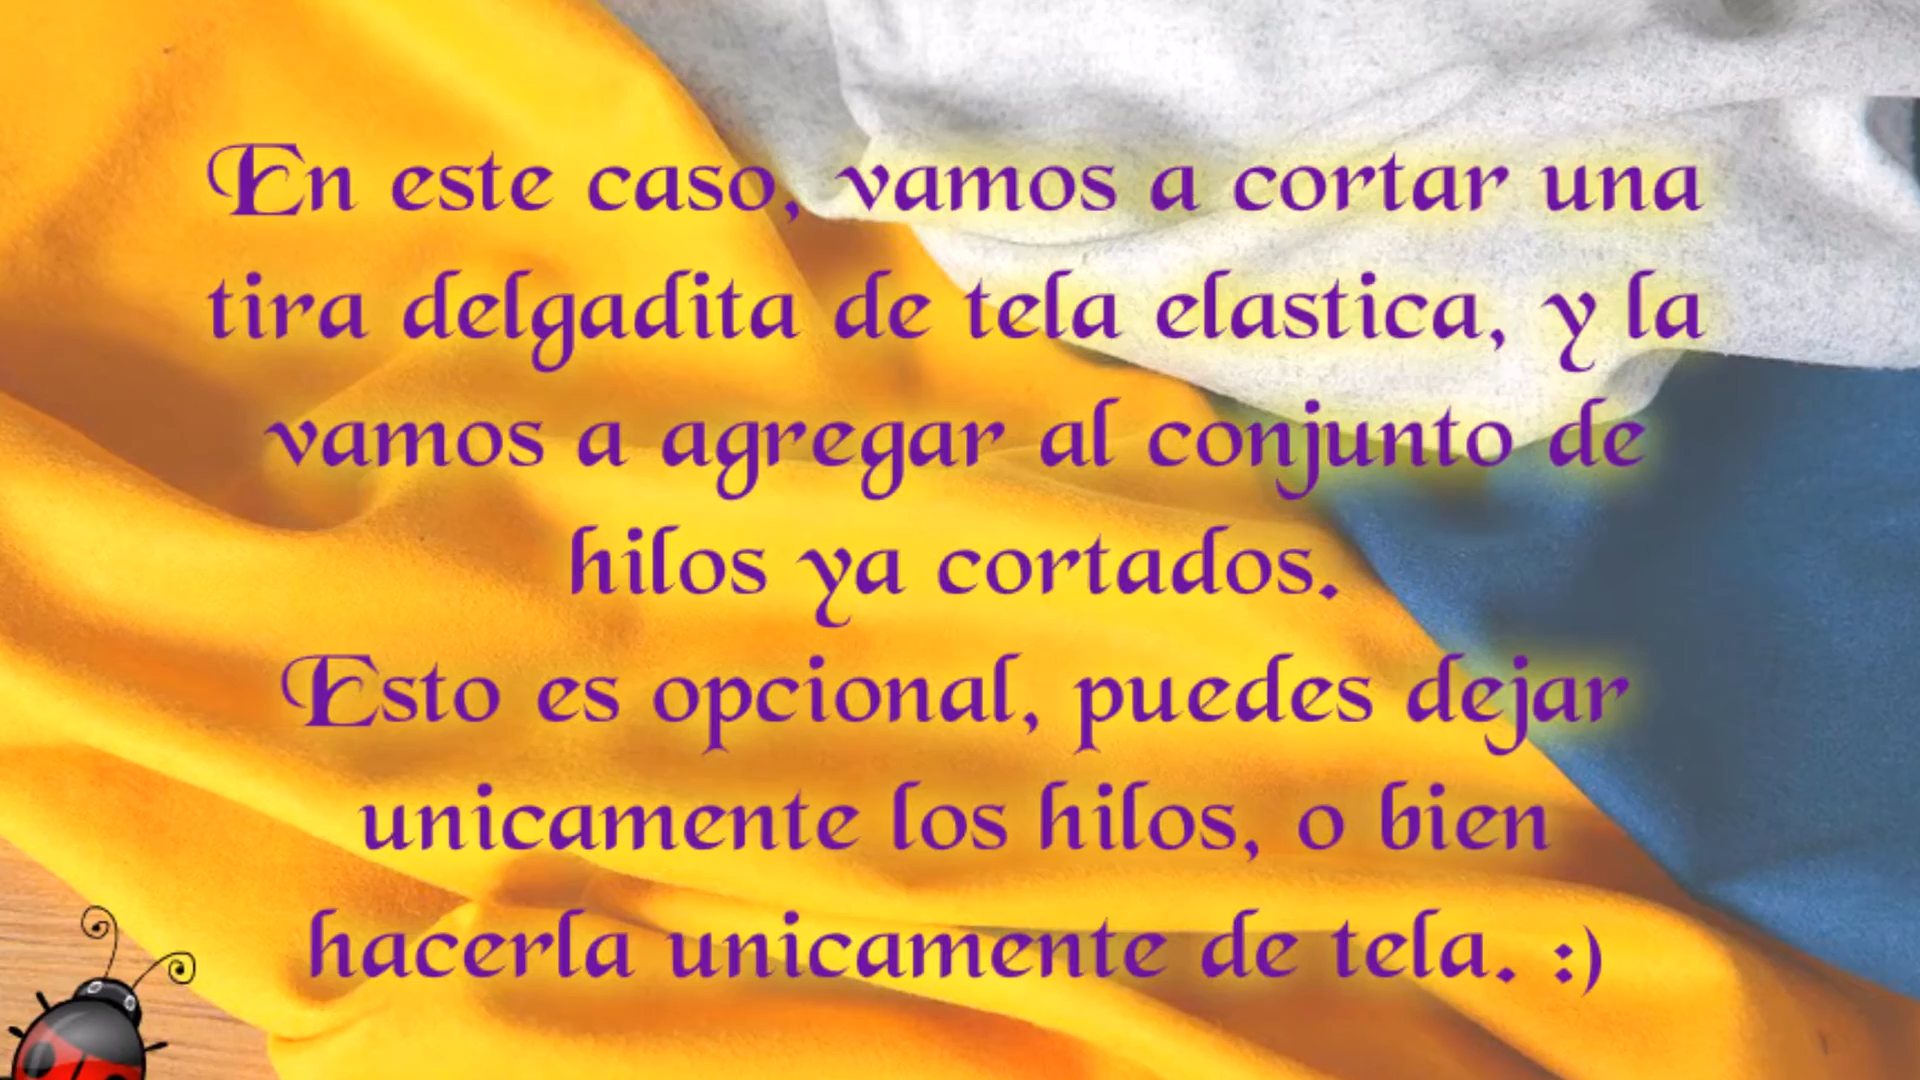 En este caso, vamos a cortar una
tira delgadita de tela elastica, y la
vamos a agregar al conjunto de
hilos ya cortados.
Esto es opcional, puedes dejar
unicamente los hilos, o bien
hacerla unicamente de tela. :)